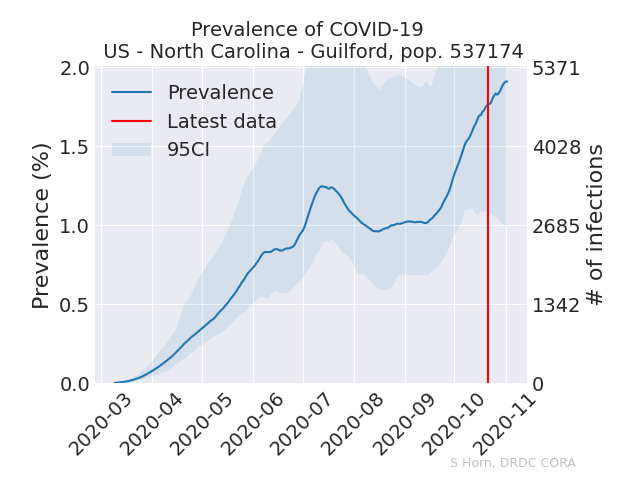 Prevalence of COVID-19
US - North Carolina - Guilford, pop. 537174
Prevalence (%)
2.0
1.5
1.0
0.5
0.0
Prevalence
Latest data
95CI
5371
4028
2685
1342
0
# of infections
2020-03
2020-04
2020-05
2020-06
2020-07
2020-08
2020-09
2020-10
2020-11
S Horn, DRDC CORA